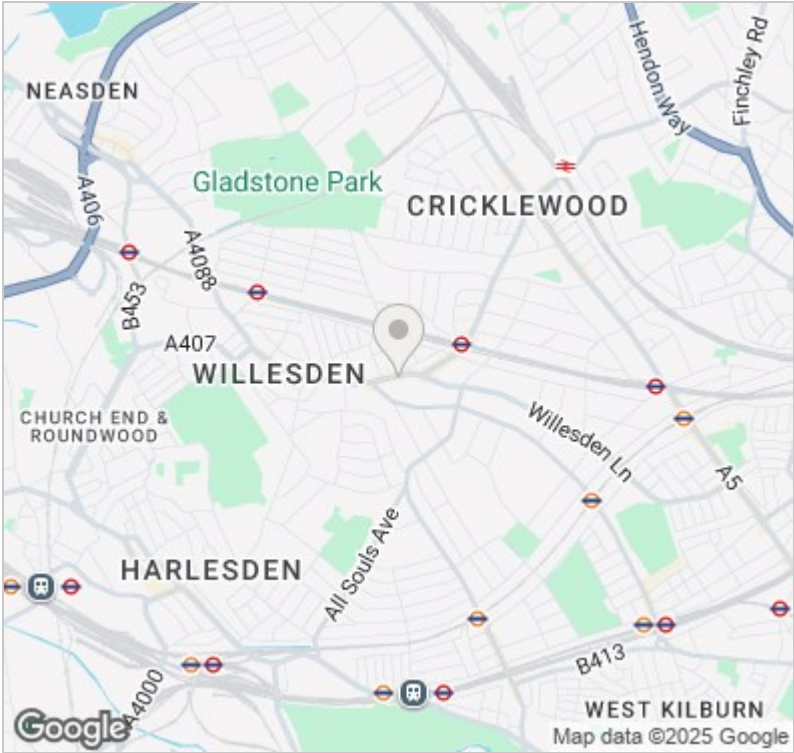 NEASDEN
Hendon Way
Finchley Rd
Gladstone Park
CRICKLEWOOD
A406
A4088
B453
A407
WILLESDEN
CHURCH END &
ROUNDWOOD
Willesden Ln
A5
All Souls Ave
HARLESDEN
B413
A4000
WEST KILBURN
Google
Map data ©2025 Google